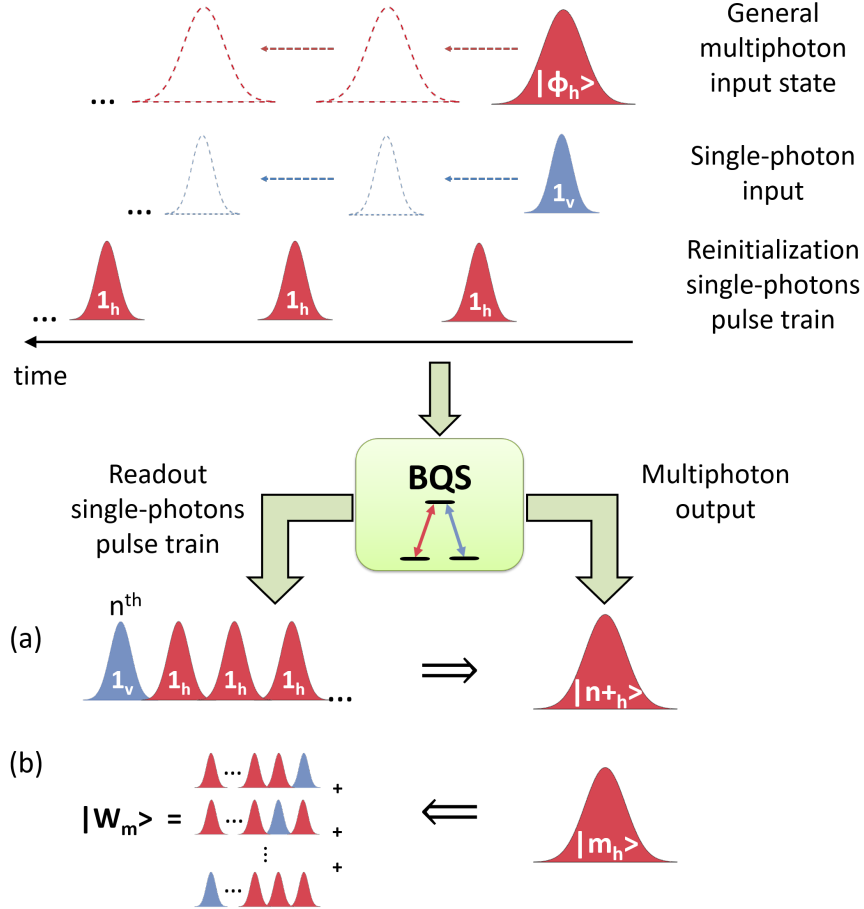 General
multiphoton
input state
|ϕh>
...
Single-photon
input
1v
...
Reinitialization
single-photons
pulse train
1h 1h 1h
...
time
Readout
single-photons
pulse train
BQS
Multiphoton
output
nth
(a)
1v 1h 1h 1h ...
⇒
|n+h>
(b)
... +
|Wm> = ... +
⋮ +
...
⇐
|mh>